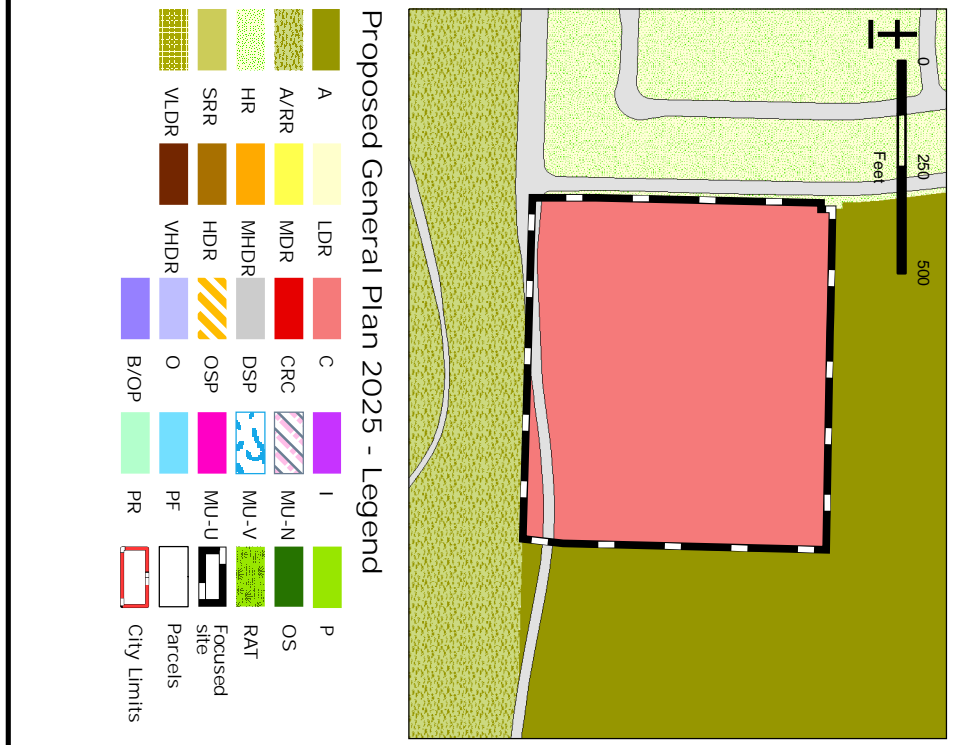 0
250
500
Feet
Proposed General Plan 2025 - Legend
A
LDR
C
I
P
A/RR
MDR
CRC
MU-N
OS
HR
MHDR
DSP
MU-V
RAT
SRR
HDR
OSP
MU-U
Focused
site
VLDR
VHDR
O
PF
Parcels
B/OP
PR
City Limits